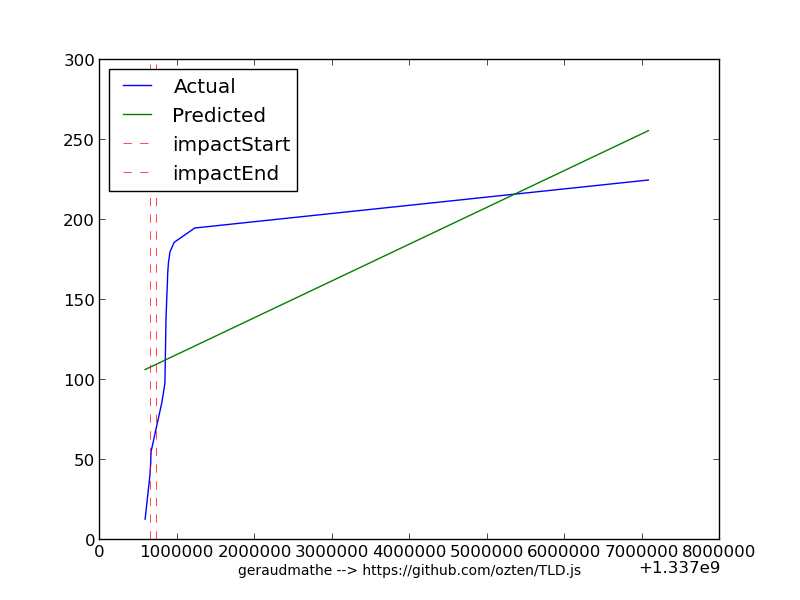 300
250
200
150
100
50
0
Actual
Predicted
impactStart
impactEnd
0 1000000 2000000 3000000 4000000 5000000 6000000 7000000 8000000
+1.337e9
geraudmathe --> https://github.com/ozten/TLD.js